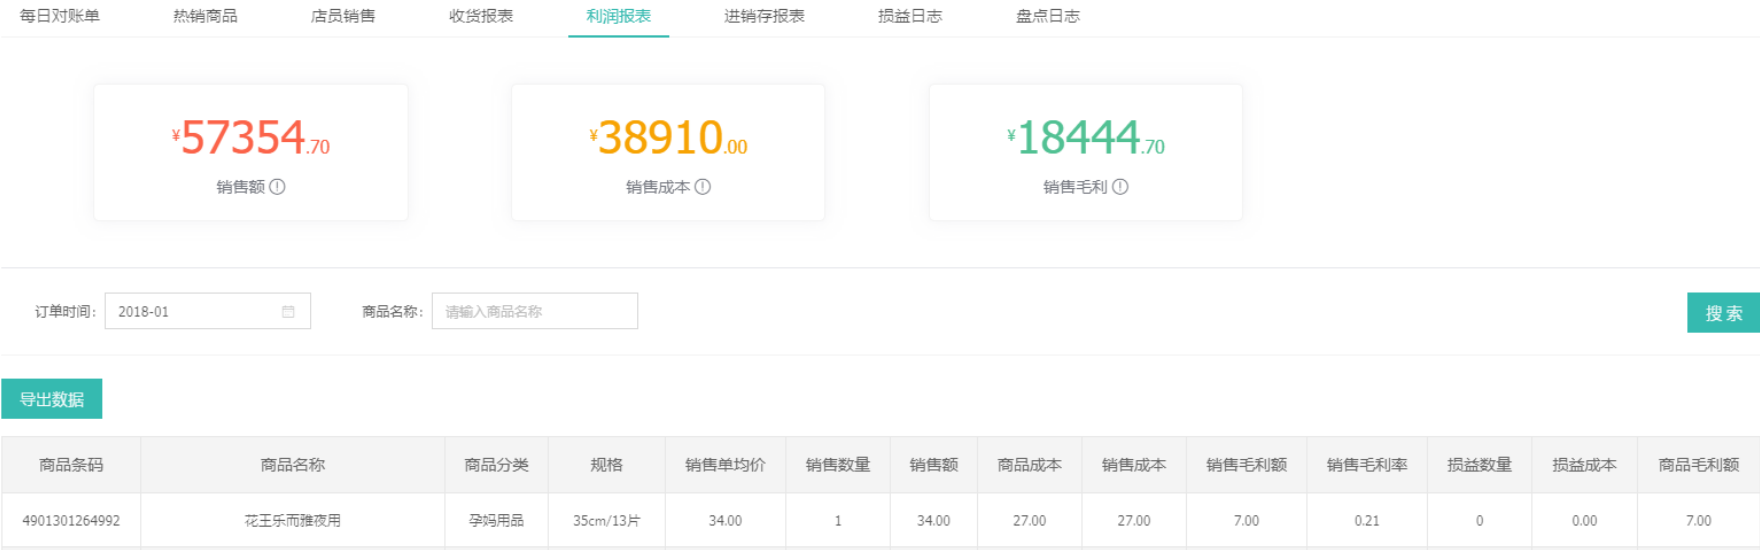 每日对账单 热销商品 店员销售 收货报表 利润报表 进销存报表 损益日志 盘点日志
¥57354.70 ¥38910.00 ¥18444.70
销售额 销售成本 销售毛利
订单时间: 2018-01 商品名称: 请输入商品名称 搜索
导出数据
商品条码 商品名称 商品分类 规格 销售单均价 销售数量 销售额 商品成本 销售成本 销售毛利额 销售毛利率 损益数量 损益成本 商品毛利额
4901301264992 花王乐而雅夜用 孕妈用品 35cm/13片 34.00 1 34.00 27.00 27.00 7.00 0.21 0 0.00 7.00